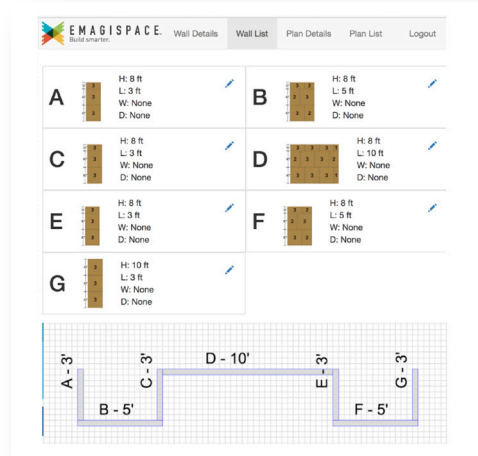 EMAGISPACE.
Build smarter.
Wall Details
Wall List
Plan Details
Plan List
Logout
A
H: 8 ft
L: 3 ft
W: None
D: None
B
H: 8 ft
L: 5 ft
W: None
D: None
C
H: 8 ft
L: 3 ft
W: None
D: None
D
H: 8 ft
L: 10 ft
W: None
D: None
E
H: 8 ft
L: 3 ft
W: None
D: None
F
H: 8 ft
L: 5 ft
W: None
D: None
G
H: 10 ft
L: 3 ft
W: None
D: None
A - 3'
B - 5'
C - 3'
D - 10'
E - 3'
F - 5'
G - 3'